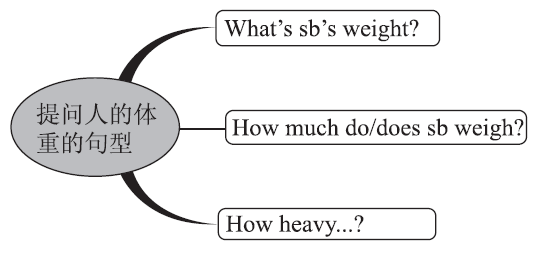 What's sb's weight?
提问人的体
重的句型
How much do/does sb weigh?
How heavy...?